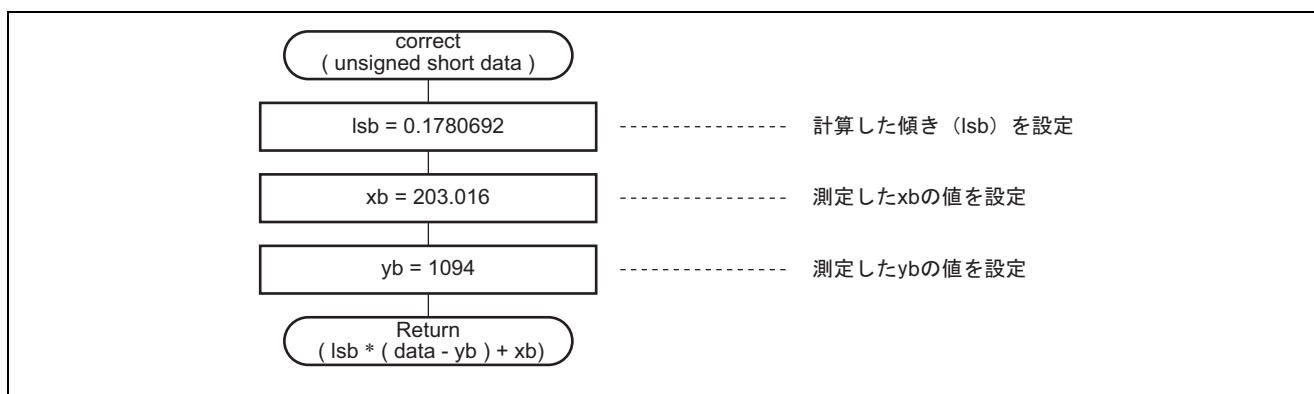 correct
( unsigned short data )
lsb = 0.1780692
計算した傾き（lsb）を設定
xb = 203.016
測定したxbの値を設定
yb = 1094
測定したybの値を設定
Return
( lsb * ( data - yb ) + xb)